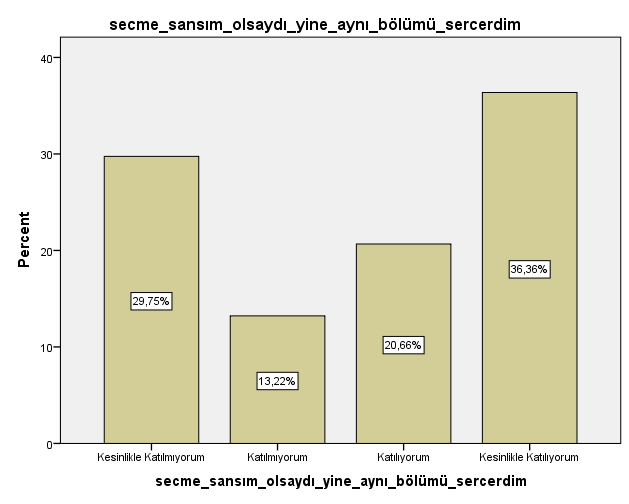 secme_sansım_olsaydı_yine_aynı_bölümü_sercerdim
40
30
20
10
0
Percent
29,75%
13,22%
20,66%
36,36%
Kesinlikle Katılmıyorum
Katılmıyorum
Katılıyorum
Kesinlikle Katılıyorum
secme_sansım_olsaydı_yine_aynı_bölümü_sercerdim